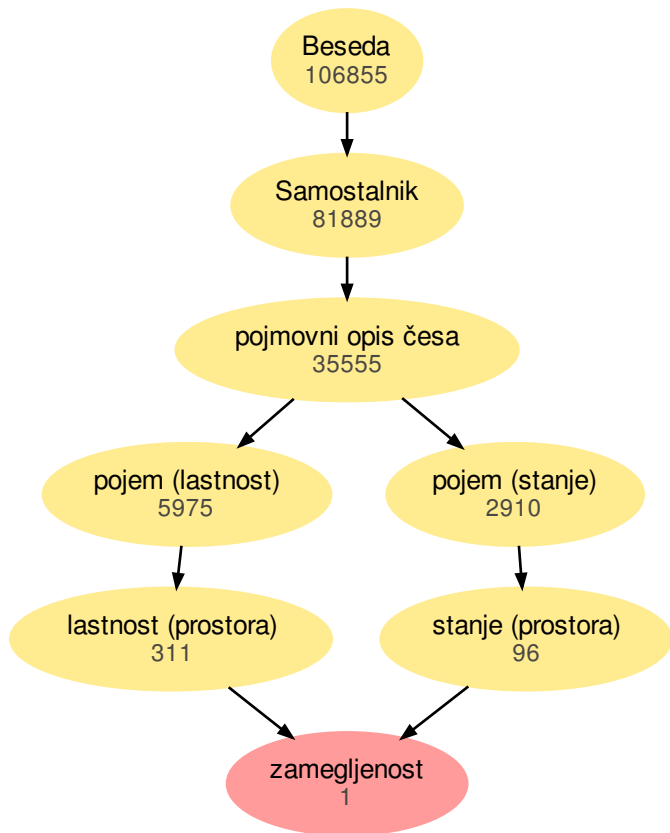 Beseda
106855
Samostalnik
81889
pojmovni opis česa
35555
pojem (lastnost)
5975
pojem (stanje)
2910
lastnost (prostora)
311
stanje (prostora)
96
zamegljenost
1